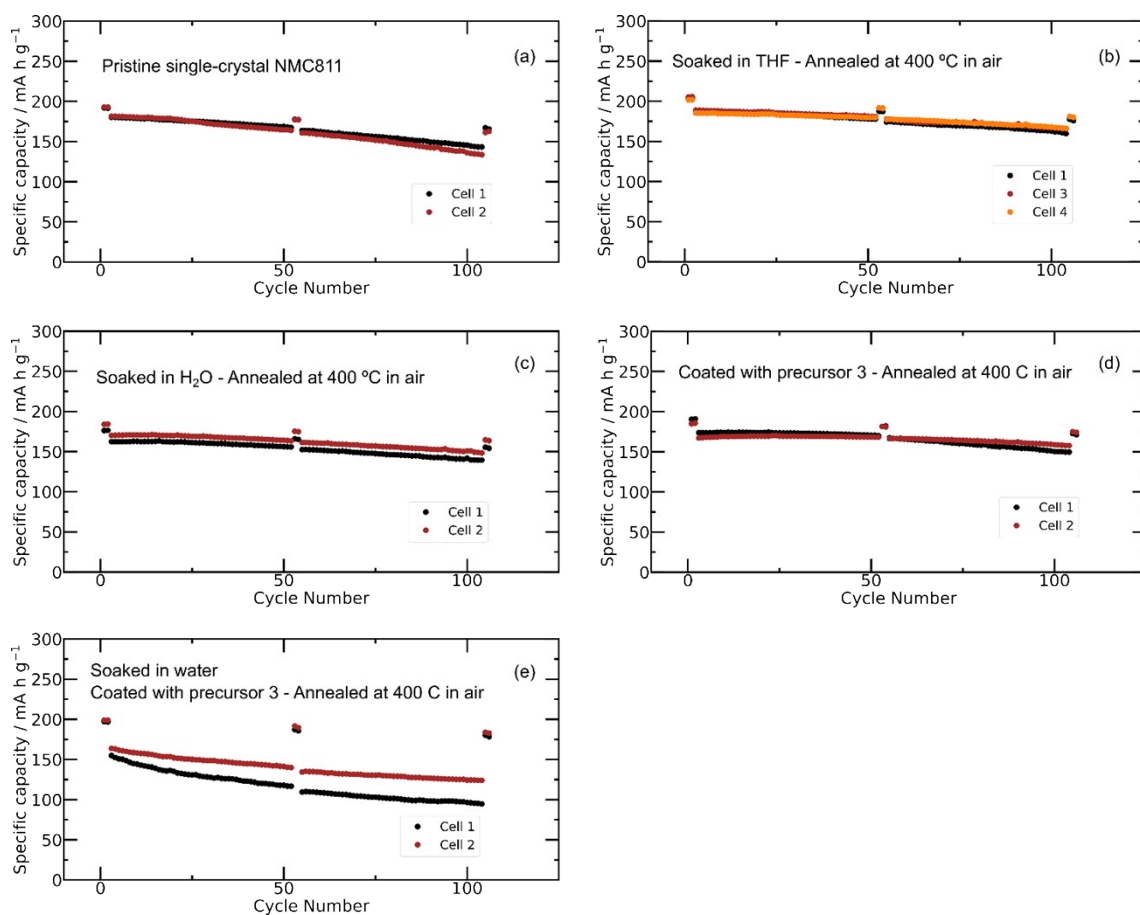 (a)
Pristine single-crystal NMC811
Specific capacity / mA h g⁻¹
300
250
200
150
100
50
0
Cell 1
Cell 2
0
50
100
Cycle Number
(b)
Soaked in THF - Annealed at 400 ºC in air
Specific capacity / mA h g⁻¹
300
250
200
150
100
50
0
Cell 1
Cell 3
Cell 4
0
50
100
Cycle Number
(c)
Soaked in H₂O - Annealed at 400 ºC in air
Specific capacity / mA h g⁻¹
300
250
200
150
100
50
0
Cell 1
Cell 2
0
50
100
Cycle Number
(d)
Coated with precursor 3 - Annealed at 400 C in air
Specific capacity / mA h g⁻¹
300
250
200
150
100
50
0
Cell 1
Cell 2
0
50
100
Cycle Number
(e)
Soaked in water
Coated with precursor 3 - Annealed at 400 C in air
Specific capacity / mA h g⁻¹
300
250
200
150
100
50
0
Cell 1
Cell 2
0
50
100
Cycle Number